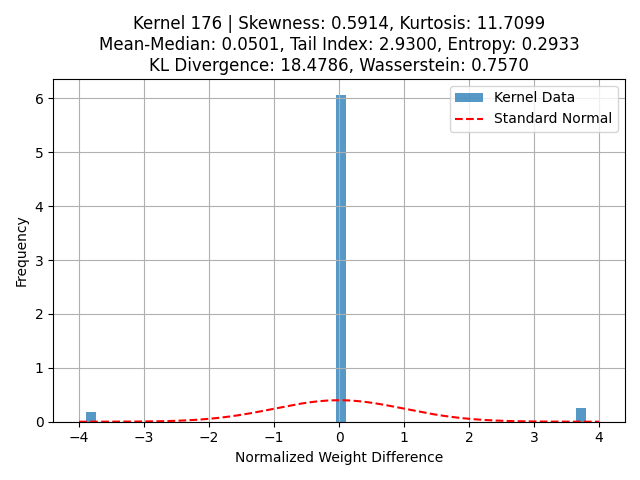 Kernel 176 | Skewness: 0.5914, Kurtosis: 11.7099
Mean-Median: 0.0501, Tail Index: 2.9300, Entropy: 0.2933
KL Divergence: 18.4786, Wasserstein: 0.7570
Kernel Data
Standard Normal
Frequency
6
5
4
3
2
1
0
−4 −3 −2 −1 0 1 2 3 4
Normalized Weight Difference